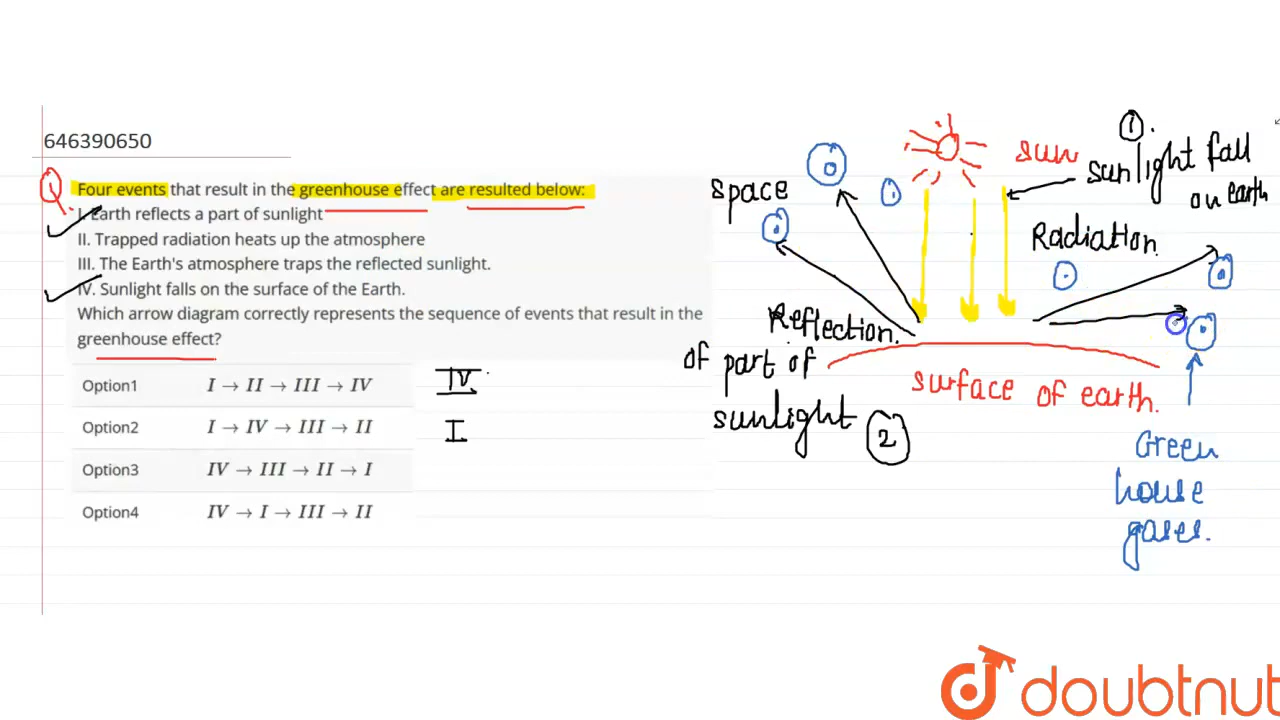 646390650
Q. Four events that result in the greenhouse effect are resulted below:
I. Earth reflects a part of sunlight
II. Trapped radiation heats up the atmosphere
III. The Earth's atmosphere traps the reflected sunlight.
IV. Sunlight falls on the surface of the Earth.
Which arrow diagram correctly represents the sequence of events that result in the
greenhouse effect?
Option1 I → II → III → IV
Option2 I → IV → III → II
Option3 IV → III → II → I
Option4 IV → I → III → II
IV
I
space
sun
1.
sunlight fall
on earth
Radiation.
Reflection.
of part of
sunlight 2
surface of earth.
Green
house
gases.
doubtnut